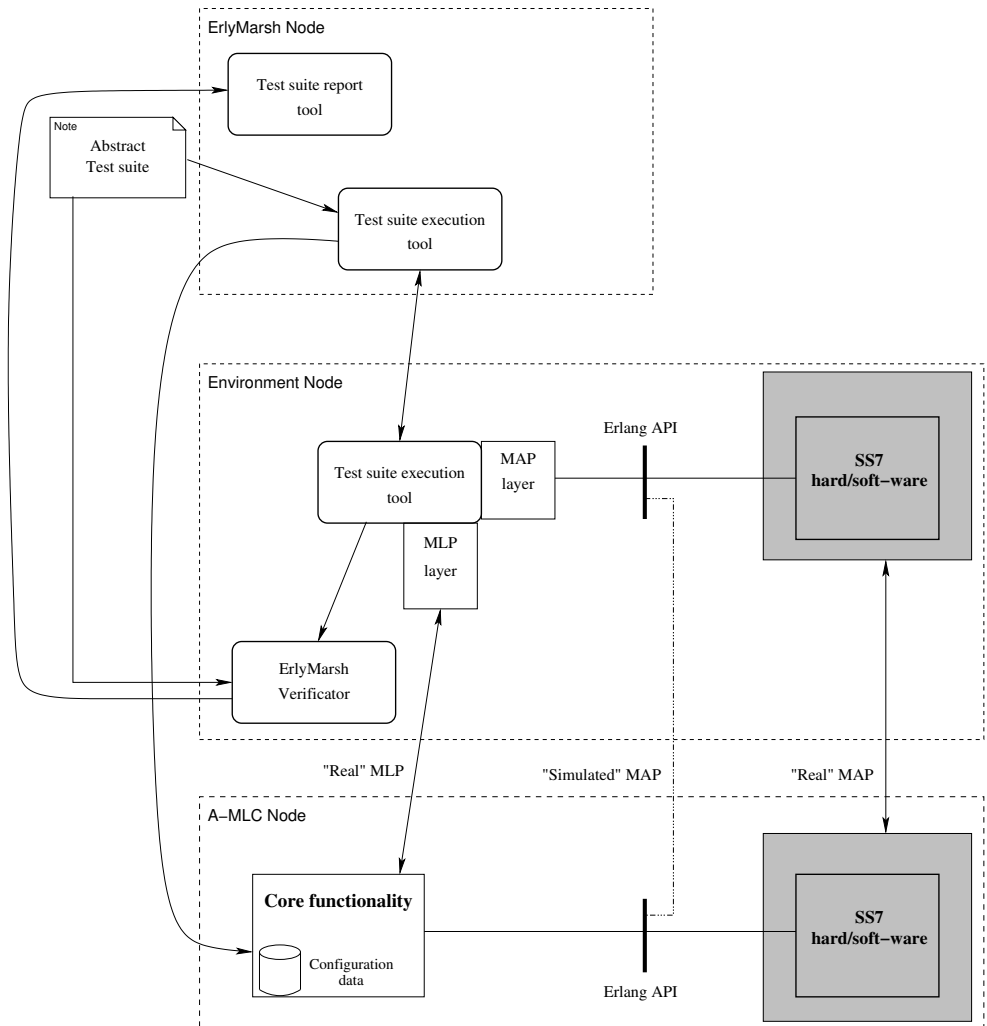 ErlyMarsh Node
Test suite report
tool
Note
Abstract
Test suite
Test suite execution
tool
Environment Node
Erlang API
SS7
hard/soft−ware
MAP
layer
Test suite execution
tool
MLP
layer
ErlyMarsh
Verificator
"Real" MLP
"Simulated" MAP
"Real" MAP
A−MLC Node
Core functionality
SS7
hard/soft−ware
Configuration
data
Erlang API